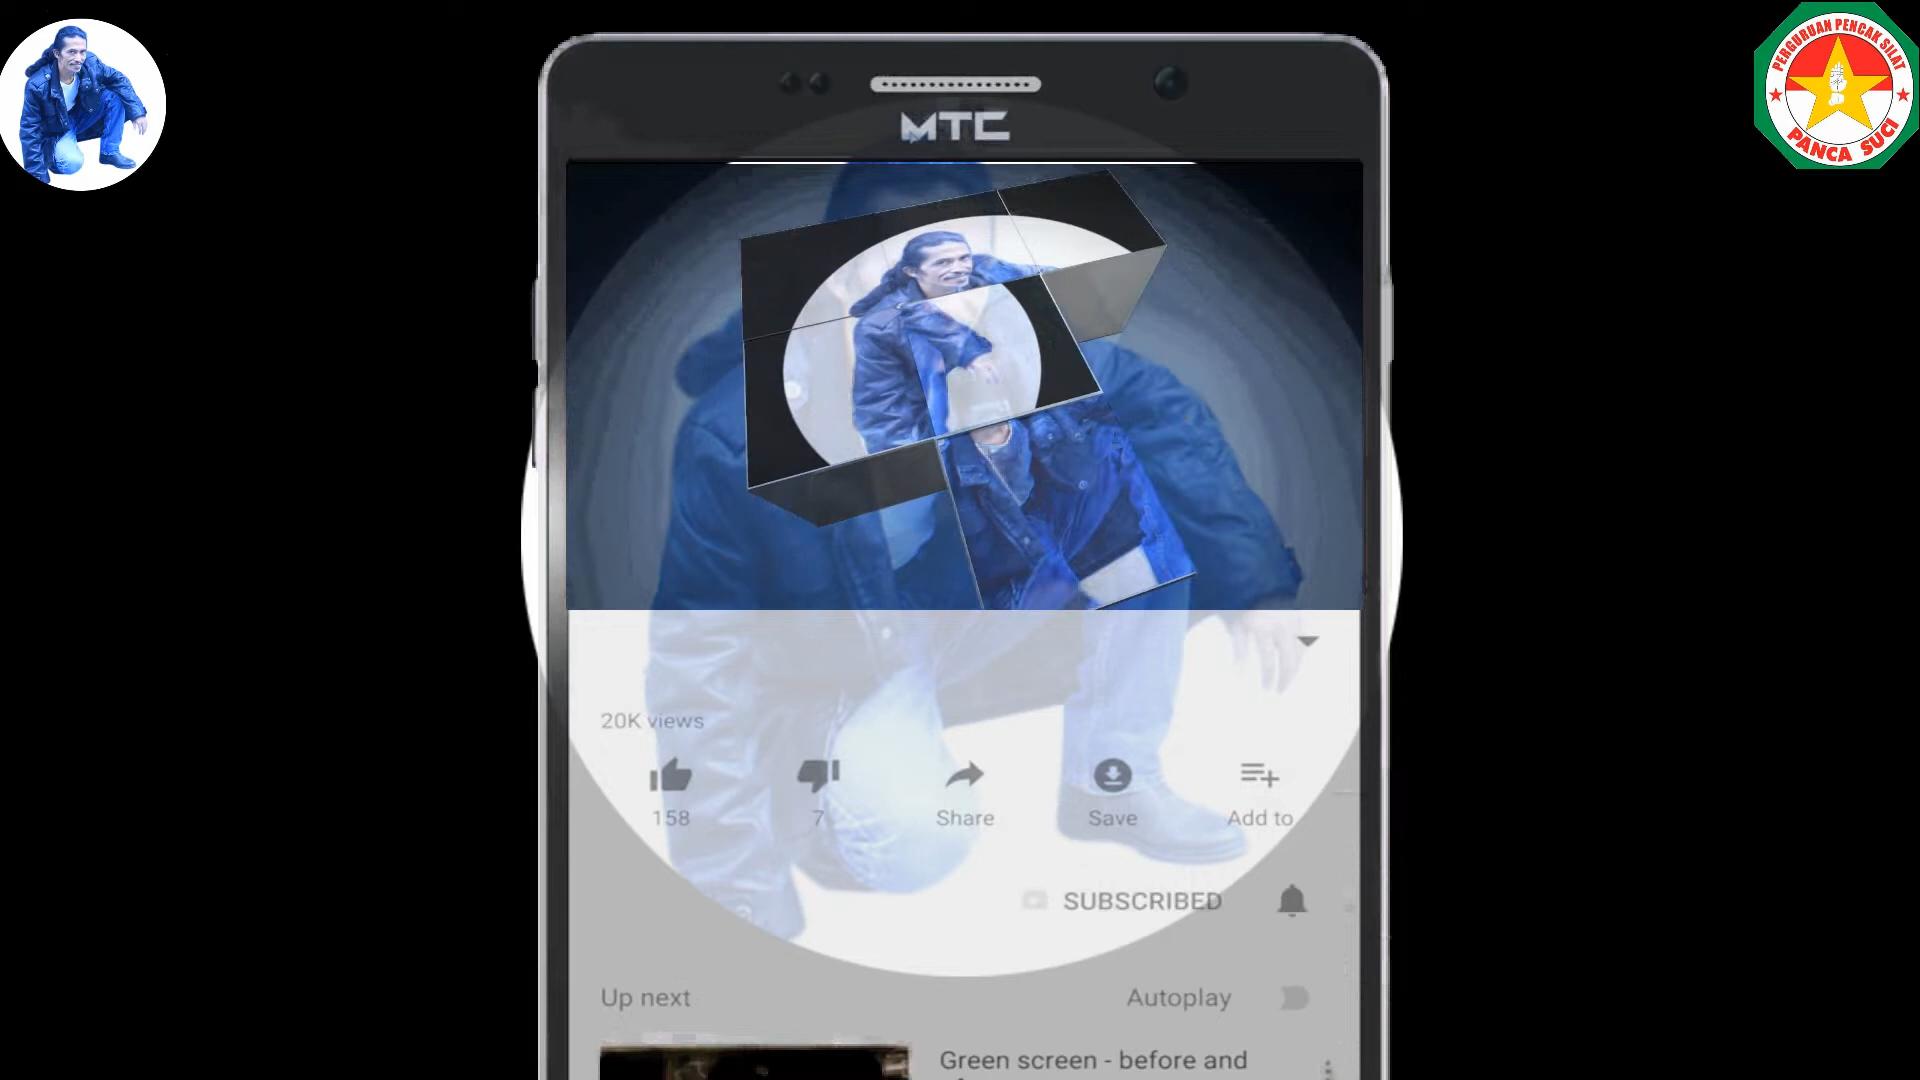 PERGURUAN PENCAK SILAT
PANCA SUCI
MTC
20K views
158
7
Share
Save
Add to
SUBSCRIBED
Up next
Autoplay
Green screen - before and